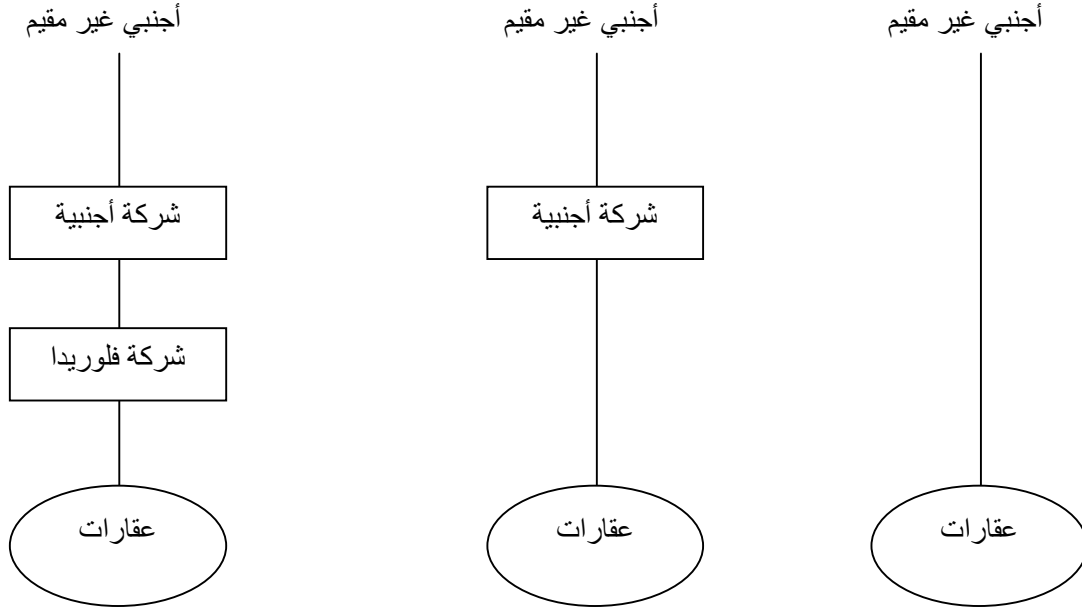 أجنبي غير مقيم
أجنبي غير مقيم
أجنبي غير مقيم
شركة أجنبية
شركة أجنبية
شركة فلوريدا
عقارات
عقارات
عقارات